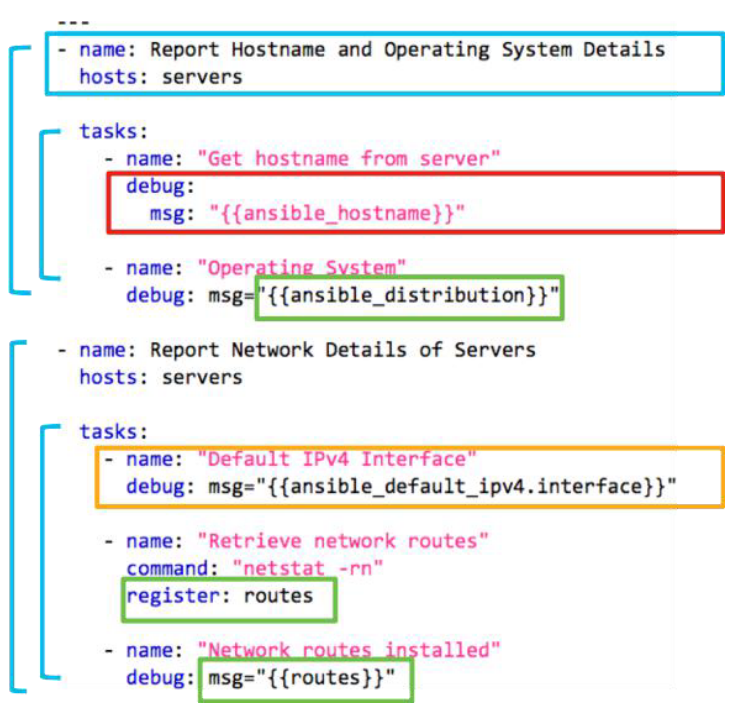 ---
- name: Report Hostname and Operating System Details
  hosts: servers

  tasks:
    - name: "Get hostname from server"
      debug:
        msg: "{{ansible_hostname}}"

    - name: "Operating System"
      debug: msg="{{ansible_distribution}}"

- name: Report Network Details of Servers
  hosts: servers

  tasks:
    - name: "Default IPv4 Interface"
      debug: msg="{{ansible_default_ipv4.interface}}"

    - name: "Retrieve network routes"
      command: "netstat -rn"
      register: routes

    - name: "Network routes installed"
      debug: msg="{{routes}}"